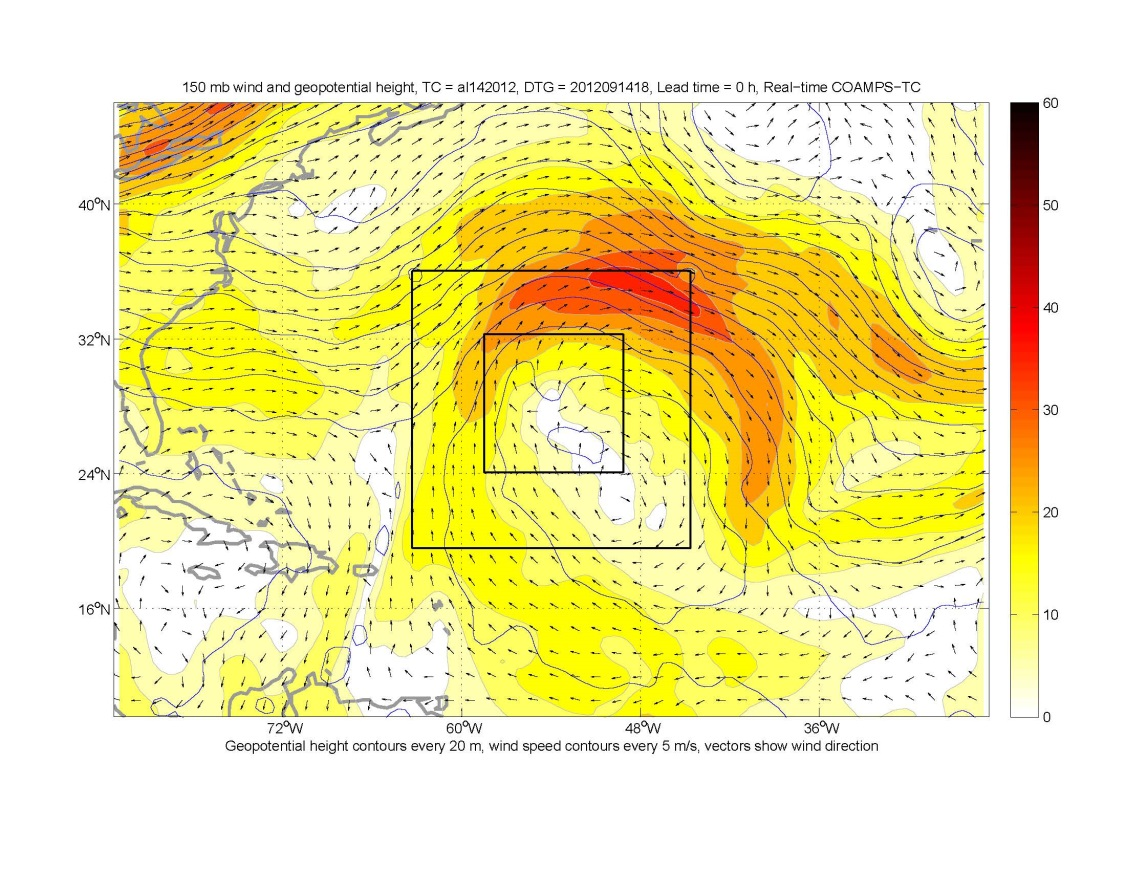 150 mb wind and geopotential height, TC = al142012, DTG = 2012091418, Lead time = 0 h, Real−time COAMPS−TC
60
50
40
30
20
10
0
40°N
32°N
24°N
16°N
72°W
60°W
48°W
36°W
Geopotential height contours every 20 m, wind speed contours every 5 m/s, vectors show wind direction